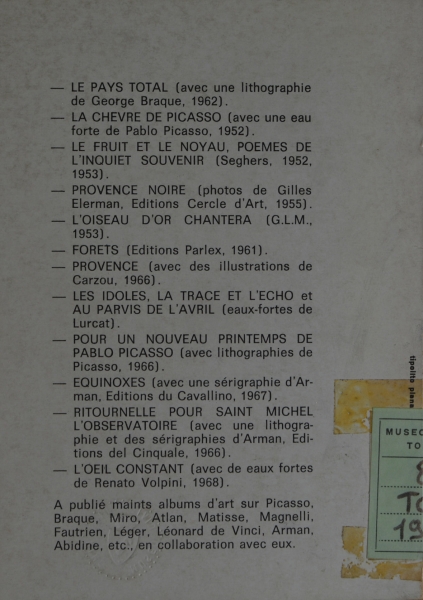 — LE PAYS TOTAL (avec une lithographie
de George Braque, 1962).
— LA CHEVRE DE PICASSO (avec une eau
forte de Pablo Picasso, 1952).
— LE FRUIT ET LE NOYAU, POEMES DE
L'INQUIET SOUVENIR (Seghers, 1952,
1953).
— PROVENCE NOIRE (photos de Gilles
Elerman, Editions Cercle d'Art, 1955).
— L'OISEAU D'OR CHANTERA (G.L.M.,
1953).
— FORETS (Editions Parlex, 1961).
— PROVENCE (avec des illustrations de
Carzou, 1966).
— LES IDOLES, LA TRACE ET L'ECHO et
AU PARVIS DE L'AVRIL (eaux-fortes de
Lurcat).
— POUR UN NOUVEAU PRINTEMPS DE
PABLO PICASSO (avec lithographies de
Picasso, 1966).
— EQUINOXES (avec une sérigraphie d'Ar-
man, Editions du Cavallino, 1967).
— RITOURNELLE POUR SAINT MICHEL
L'OBSERVATOIRE (avec une lithogra-
phie et des sérigraphies d'Arman, Edi-
tions del Cinquale, 1966).
— L'OEIL CONSTANT (avec de eaux fortes
de Renato Volpini, 1968).
A publié maints albums d'art sur Picasso,
Braque, Miro, Atlan, Matisse, Magnelli,
Fautrien, Léger, Léonard de Vinci, Arman,
Abidine, etc., en collaboration avec eux.
tipolito piana
MUSEO
TO
TO
19